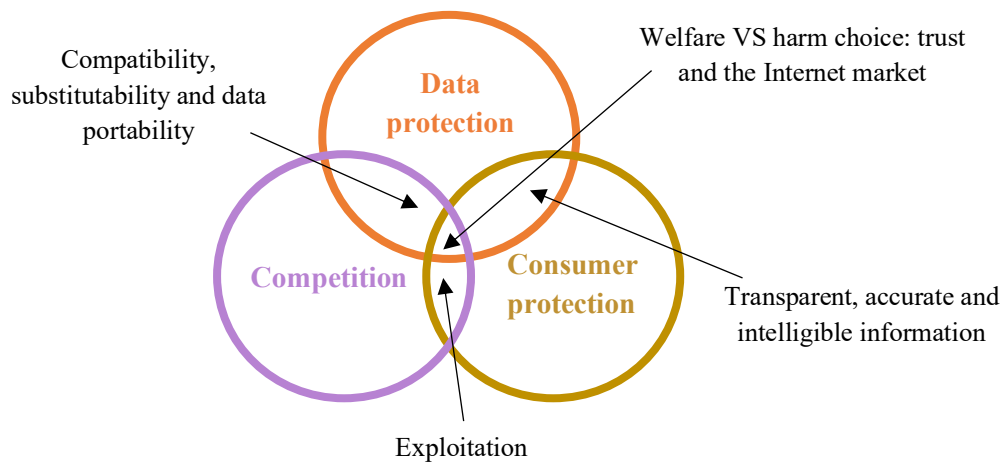 Welfare VS harm choice: trust
and the Internet market
Compatibility,
substitutability and data
portability
Data
protection
Competition
Consumer
protection
Transparent, accurate and
intelligible information
Exploitation